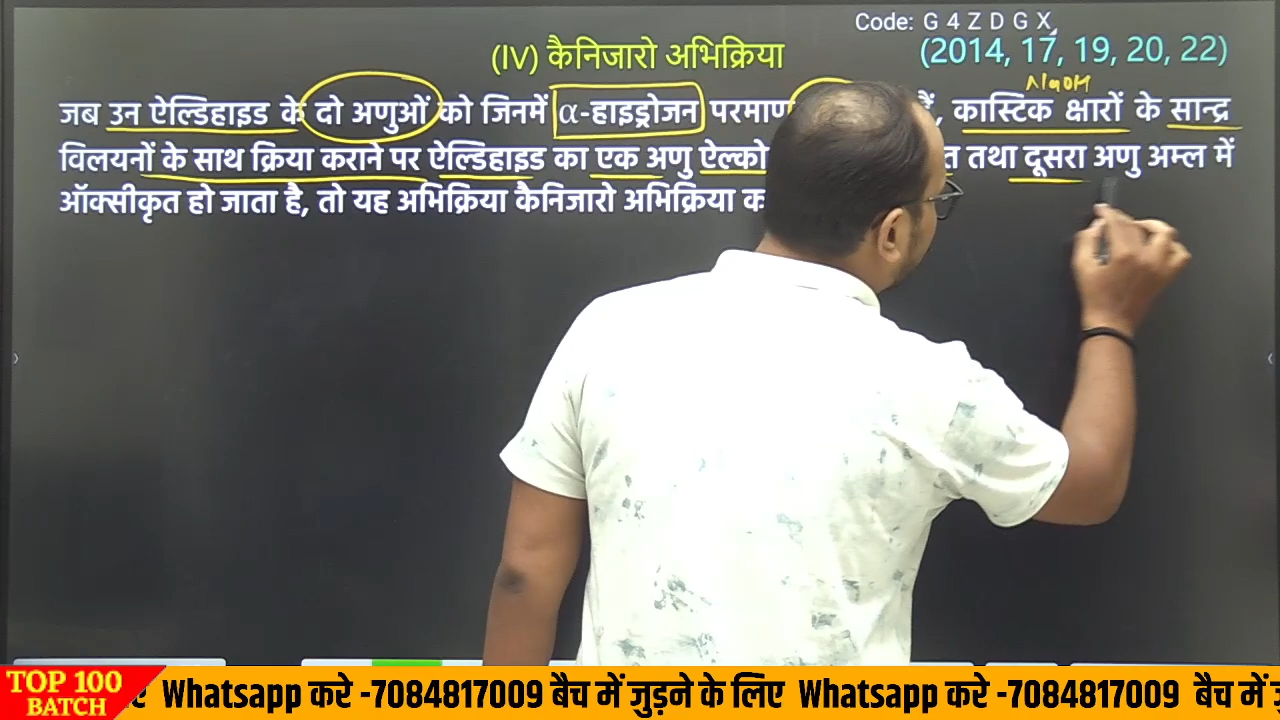 Code: G 4 Z D G X
(IV) कैनिजारो अभिक्रिया
(2014, 17, 19, 20, 22)
NaOH
जब उन ऐल्डिहाइड के दो अणुओं को जिनमें α-हाइड्रोजन कास्टिक क्षारों के सान्द्र
विलयनों के साथ क्रिया कराने पर ऐल्डिहाइड का एक अणु तथा दूसरा अणु अम्ल में
ऑक्सीकृत हो जाता है, तो यह अभिक्रिया कैनिजारो अभिक्रिया
TOP 100
BATCH
Whatsapp करे -7084817009 बैच में जुड़ने के लिए Whatsapp करे -7084817009 बैच में